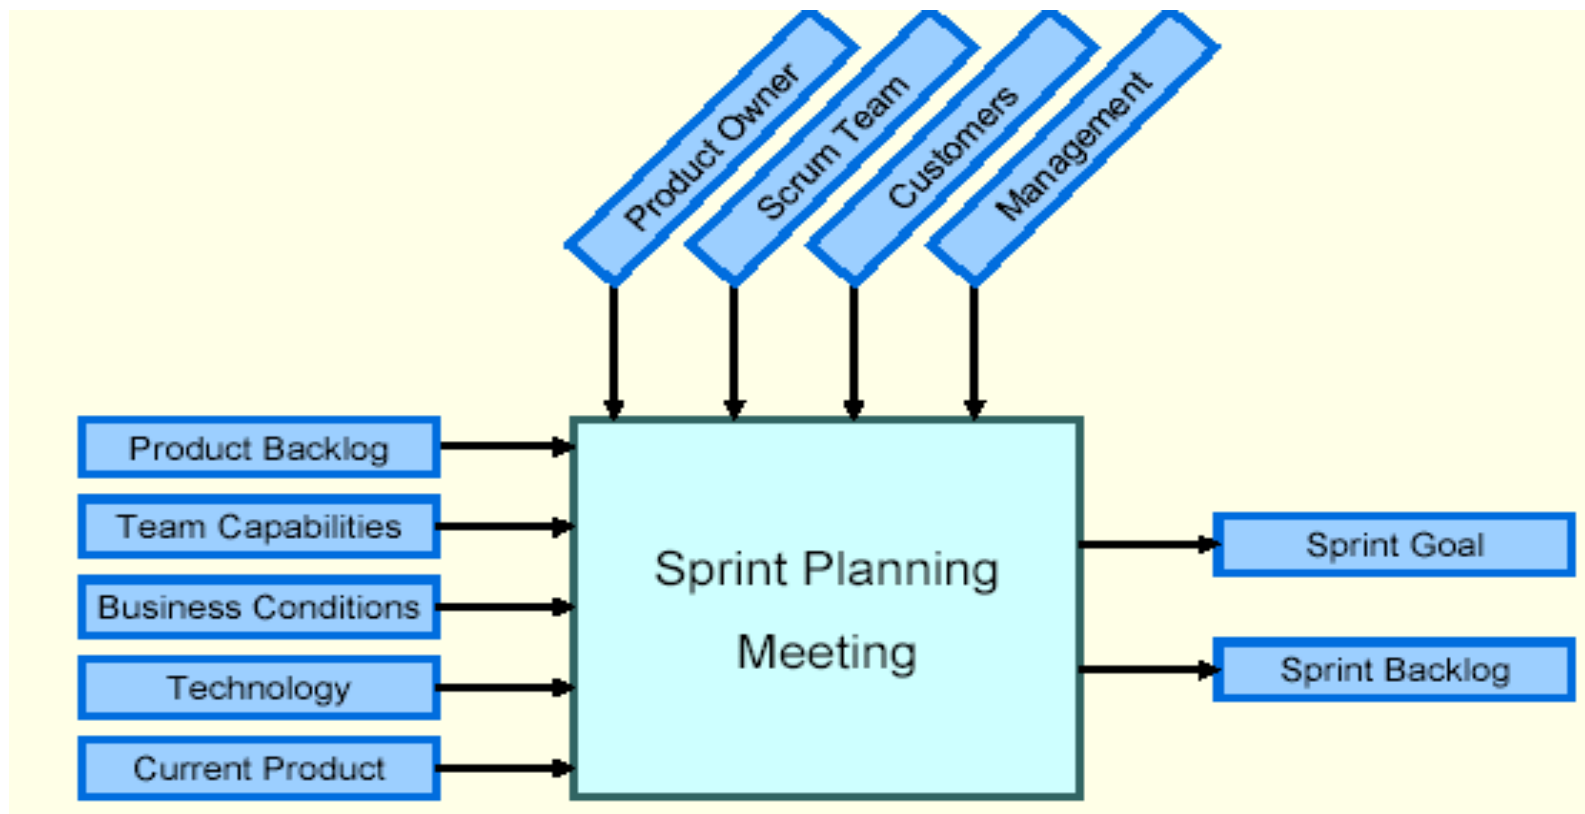 Product Owner
Scrum Team
Customers
Management
Product Backlog
Team Capabilities
Business Conditions
Technology
Current Product
Sprint Planning
Meeting
Sprint Goal
Sprint Backlog